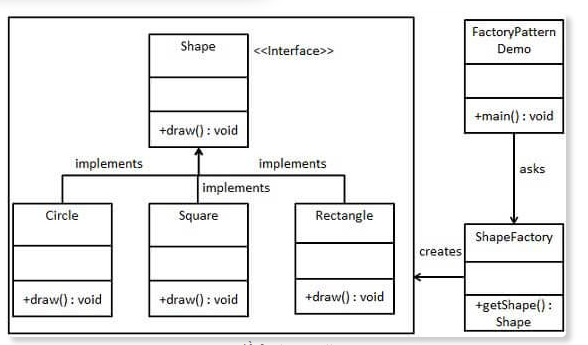 Shape
<<Interface>>
+draw() : void
implements
implements
implements
Circle
+draw() : void
Square
+draw() : void
Rectangle
+draw() : void
FactoryPattern
Demo
+main() : void
asks
ShapeFactory
+getShape() :
Shape
creates